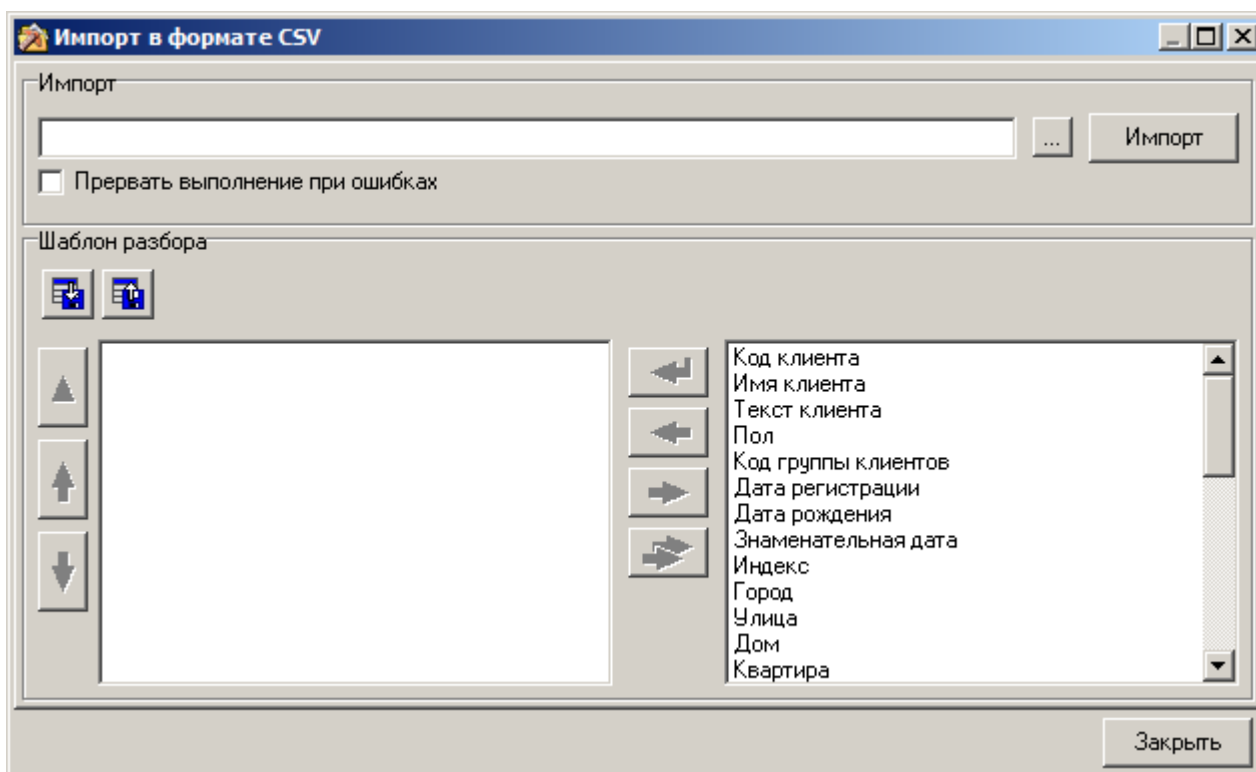 Импорт в формате CSV
Импорт
... Импорт
Прервать выполнение при ошибках
Шаблон разбора
Код клиента
Имя клиента
Текст клиента
Пол
Код группы клиентов
Дата регистрации
Дата рождения
Знаменательная дата
Индекс
Город
Улица
Дом
Квартира
Закрыть